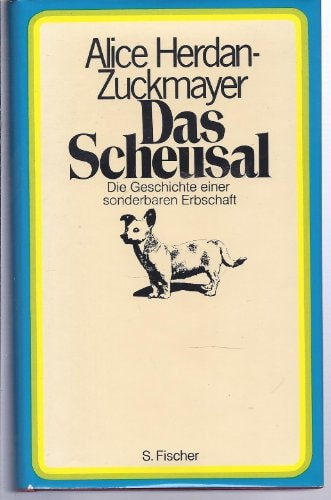 Alice Herdan-
Zuckmayer
Das
Scheusal
Die Geschichte einer
sonderbaren Erbschaft
S. Fischer